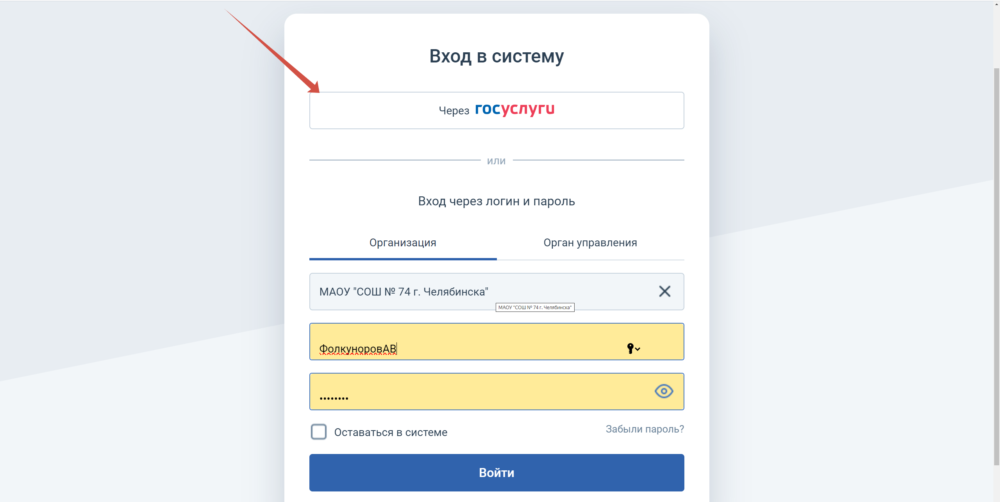 Вход в систему
Через госуслуги
или
Вход через логин и пароль
Организация
Орган управления
МАОУ "СОШ № 74 г. Челябинска"
МАОУ "СОШ № 74 г. Челябинска"
ФолкуноровАВ
••••••••
Оставаться в системе
Забыли пароль?
Войти